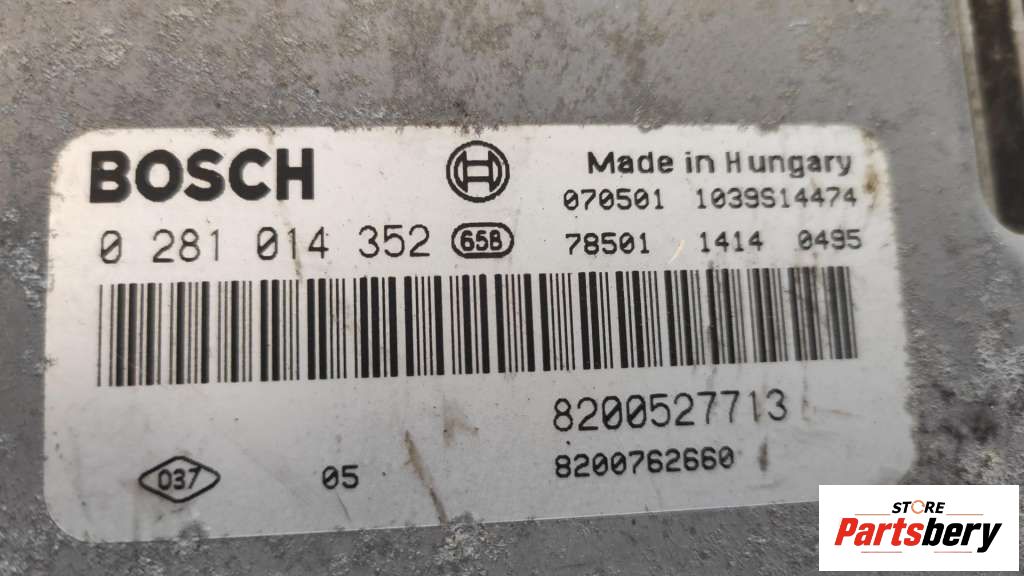 BOSCH
Made in Hungary
070501 1039S14474
0 281 014 352 658
78501 1414 0495
8200527713
8200762660
037
05
STORE
Partsbery